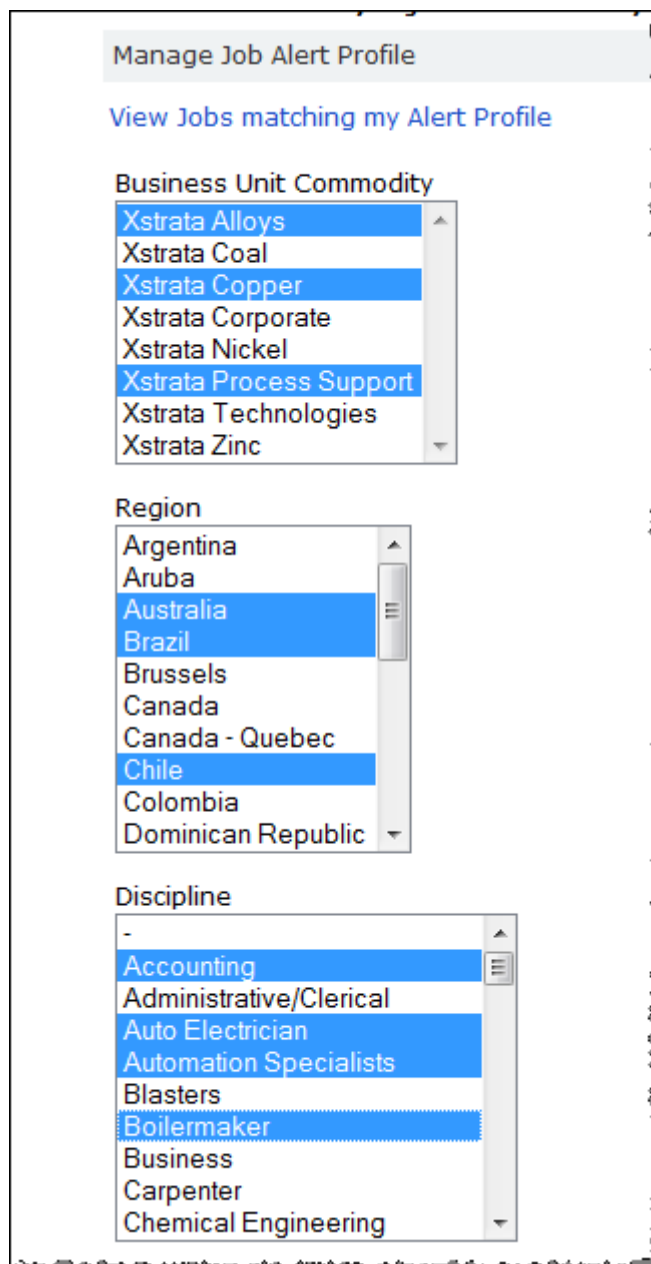 Manage Job Alert Profile
View Jobs matching my Alert Profile
Business Unit Commodity
Xstrata Alloys
Xstrata Coal
Xstrata Copper
Xstrata Corporate
Xstrata Nickel
Xstrata Process Support
Xstrata Technologies
Xstrata Zinc
Region
Argentina
Aruba
Australia
Brazil
Brussels
Canada
Canada - Quebec
Chile
Colombia
Dominican Republic
Discipline
-
Accounting
Administrative/Clerical
Auto Electrician
Automation Specialists
Blasters
Boilermaker
Business
Carpenter
Chemical Engineering